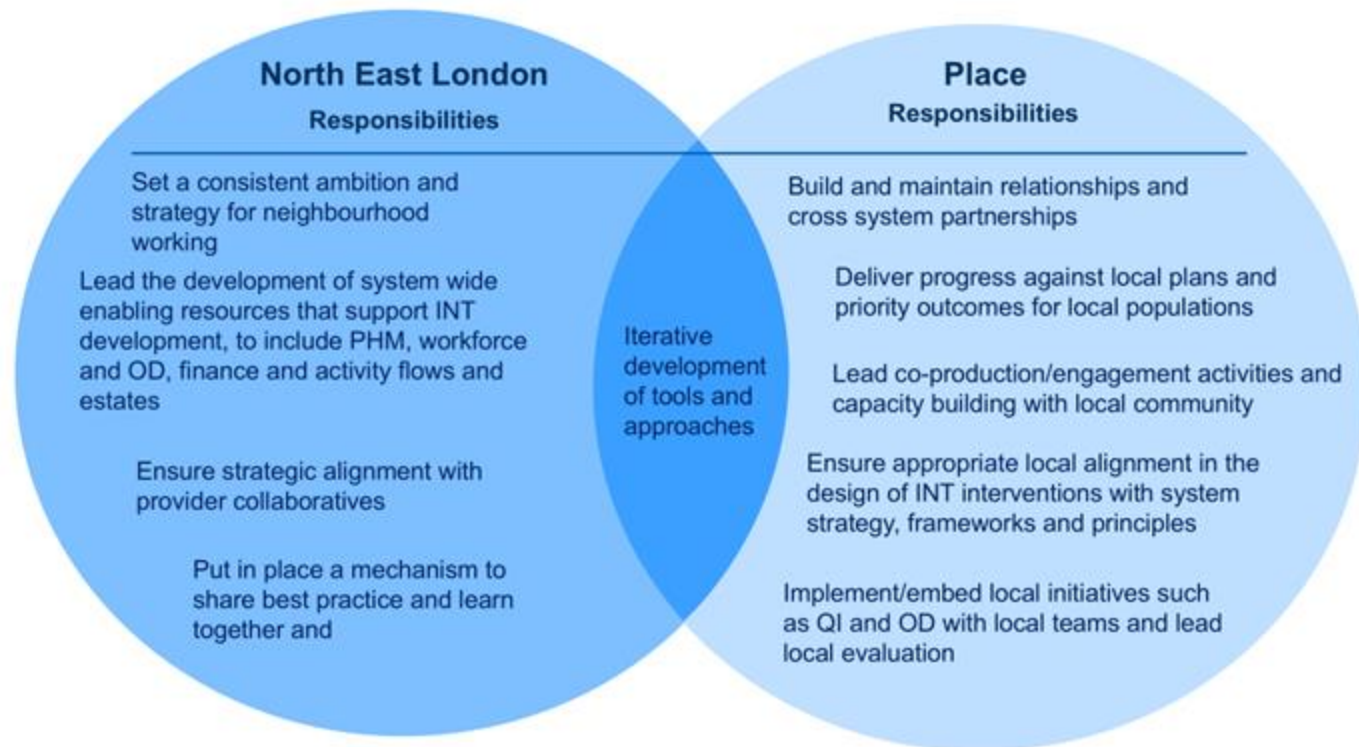 North East London
Responsibilities
Set a consistent ambition and
strategy for neighbourhood
working
Lead the development of system wide
enabling resources that support INT
development, to include PHM, workforce
and OD, finance and activity flows and
estates
Ensure strategic alignment with
provider collaboratives
Put in place a mechanism to
share best practice and learn
together and
Iterative
development
of tools and
approaches
Place
Responsibilities
Build and maintain relationships and
cross system partnerships
Deliver progress against local plans and
priority outcomes for local populations
Lead co-production/engagement activities and
capacity building with local community
Ensure appropriate local alignment in the
design of INT interventions with system
strategy, frameworks and principles
Implement/embed local initiatives such
as QI and OD with local teams and lead
local evaluation